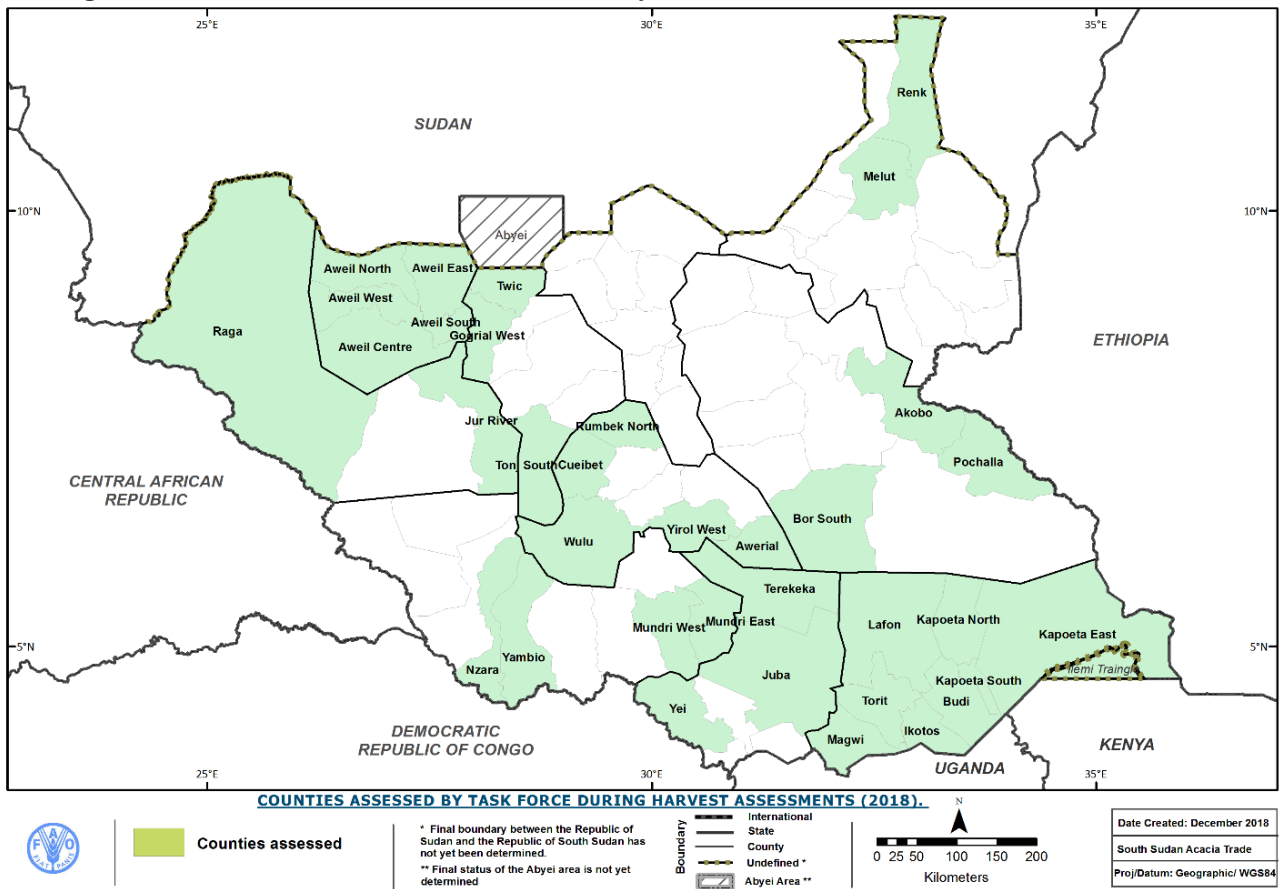 35°E
25°E
30°E
Renk
SUDAN
Melut
10°N
10°N
Abyei
Aweil North
Aweil East
Twic
Aweil West
Aweil South
Raga
Gogrial West
ETHIOPIA
Aweil Centre
Akobo
Jur River
Rumbek North
Pochalla
Tonj South
Cueibet
CENTRAL AFRICAN
REPUBLIC
Bor South
Yirol West
Wulu
Awerial
Terekeka
Kapoeta North
Mundri East
Lafon
Mundri West
Kapoeta East
5°N
5°N
Yambio
Ilemi Traingle
Nzara
Juba
Kapoeta South
Torit
Budi
Yei
DEMOCRATIC
REPUBLIC OF CONGO
Ikotos
Magwi
KENYA
UGANDA
25°E
30°E
35°E
COUNTIES ASSESSED BY TASK FORCE DURING HARVEST ASSESSMENTS (2018).
FAO
FIAT PANIS
Counties assessed
* Final boundary between the Republic of
Sudan and the Republic of South Sudan has
not yet been determined.
** Final status of the Abyei area is not yet
determined
Boundary
International
State
County
Undefined *
Abyei Area **
N
0 25 50 100 150 200
Kilometers
Date Created: December 2018
South Sudan Acacia Trade
Proj/Datum: Geographic/ WGS84